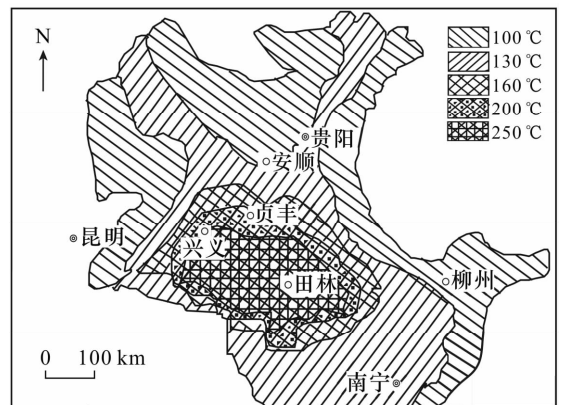 N
100 ℃
130 ℃
160 ℃
200 ℃
250 ℃
贵阳
安顺
贞丰
昆明
兴义
田林
柳州
0 100 km
南宁